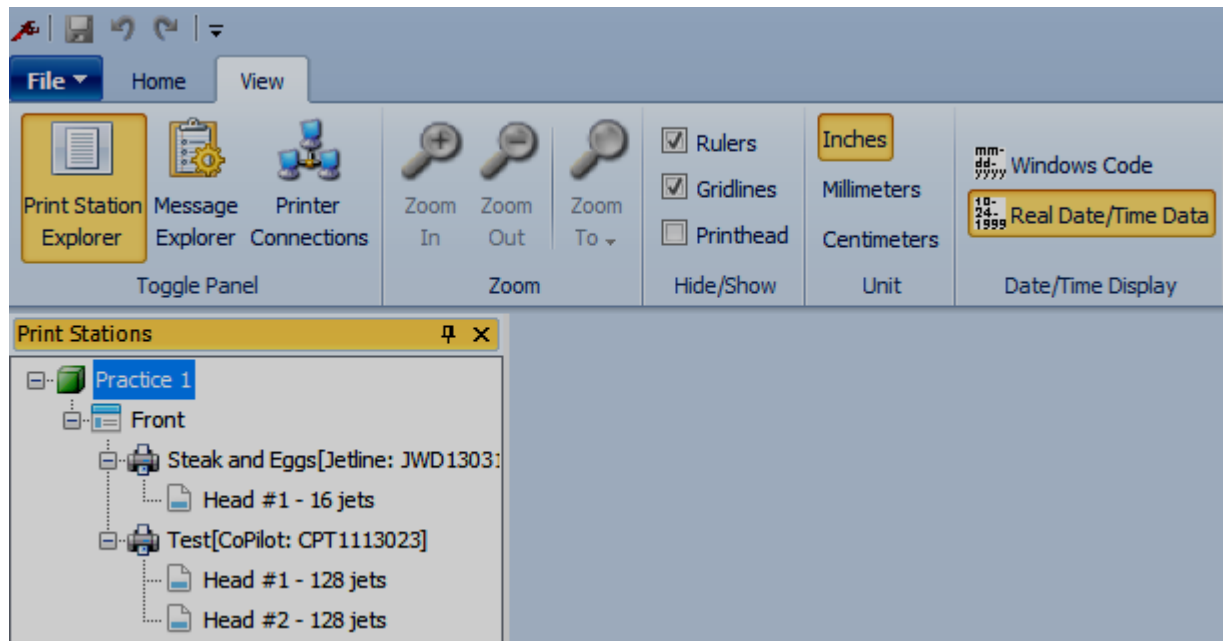 File Home View
Print Station Explorer
Message Explorer
Printer Connections
Toggle Panel
Zoom In
Zoom Out
Zoom To
Zoom
Rulers
Gridlines
Printhead
Hide/Show
Inches
Millimeters
Centimeters
Unit
mm-dd-yyyy Windows Code
10-24-1999 Real Date/Time Data
Date/Time Display
Print Stations
Practice 1
Front
Steak and Eggs[Jetline: JWD13031
Head #1 - 16 jets
Test[CoPilot: CPT1113023]
Head #1 - 128 jets
Head #2 - 128 jets